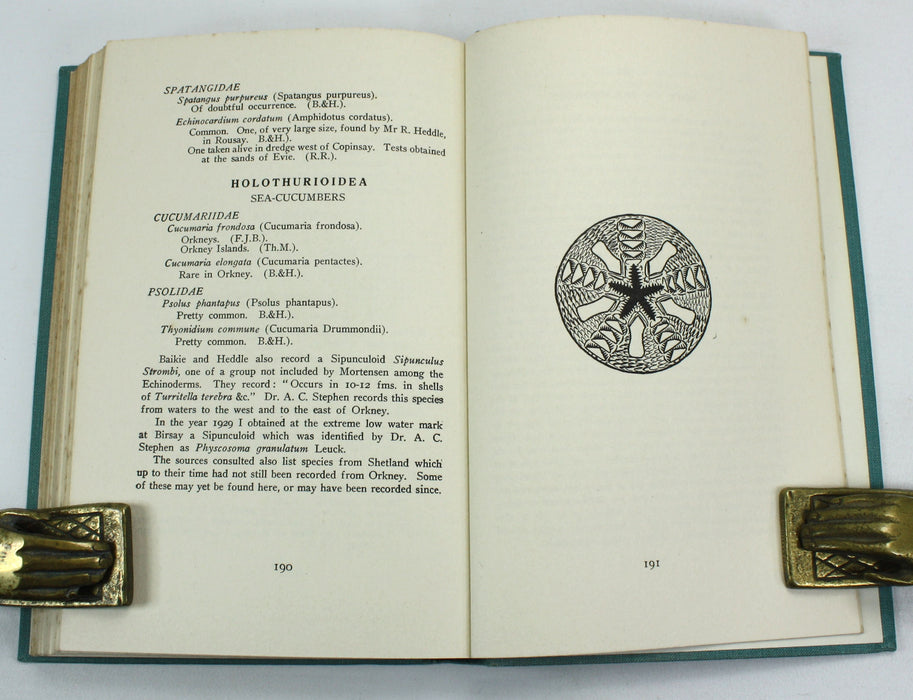 SPATANGIDAE
Spatangus purpureus (Spatangus purpureus).
Of doubtful occurrence. (B.&H.).
Echinocardium cordatum (Amphidotus cordatus).
Common. One, of very large size, found by Mr R. Heddle,
in Rousay. B.&H.).
One taken alive in dredge west of Copinsay. Tests obtained
at the sands of Evie. (R.R.).
HOLOTHURIOIDEA
SEA-CUCUMBERS
CUCUMARIIDAE
Cucumaria frondosa (Cucumaria frondosa).
Orkneys. (F.J.B.).
Orkney Islands. (Th.M.).
Cucumaria elongata (Cucumaria pentactes).
Rare in Orkney. (B.&H.).
PSOLIDAE
Psolus phantapus (Psolus phantapus).
Pretty common. B.&H.).
Thyonidium commune (Cucumaria Drummondii).
Pretty common. B.&H.).
Baikie and Heddle also record a Sipunculoid Sipunculus
Strombi, one of a group not included by Mortensen among the
Echinoderms. They record: "Occurs in 10-12 fms. in shells
of Turritella terebra &c." Dr. A. C. Stephen records this species
from waters to the west and to the east of Orkney.
In the year 1929 I obtained at the extreme low water mark
at Birsay a Sipunculoid which was identified by Dr. A. C.
Stephen as Physcosoma granulatum Leuck.
The sources consulted also list species from Shetland which
up to their time had not still been recorded from Orkney. Some
of these may yet be found here, or may have been recorded since.
190
191